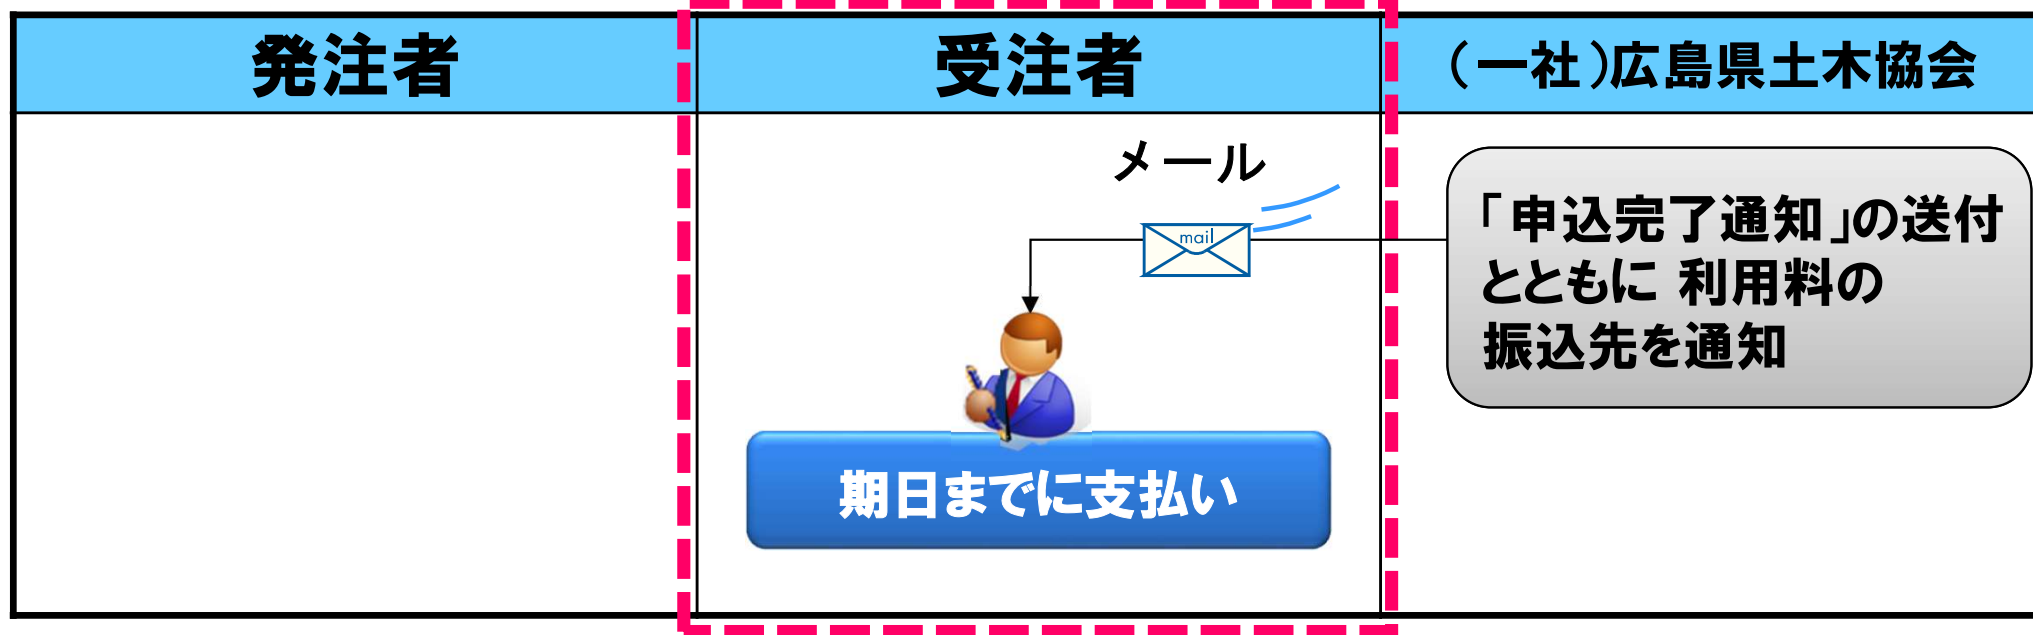 発注者
受注者
（一社）広島県土木協会
メール
mail
「申込完了通知」の送付
とともに 利用料の
振込先を通知
期日までに支払い